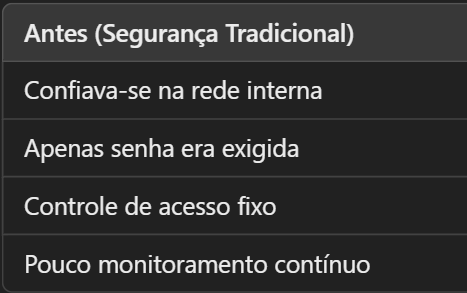 Antes (Segurança Tradicional)
Confiava-se na rede interna
Apenas senha era exigida
Controle de acesso fixo
Pouco monitoramento contínuo